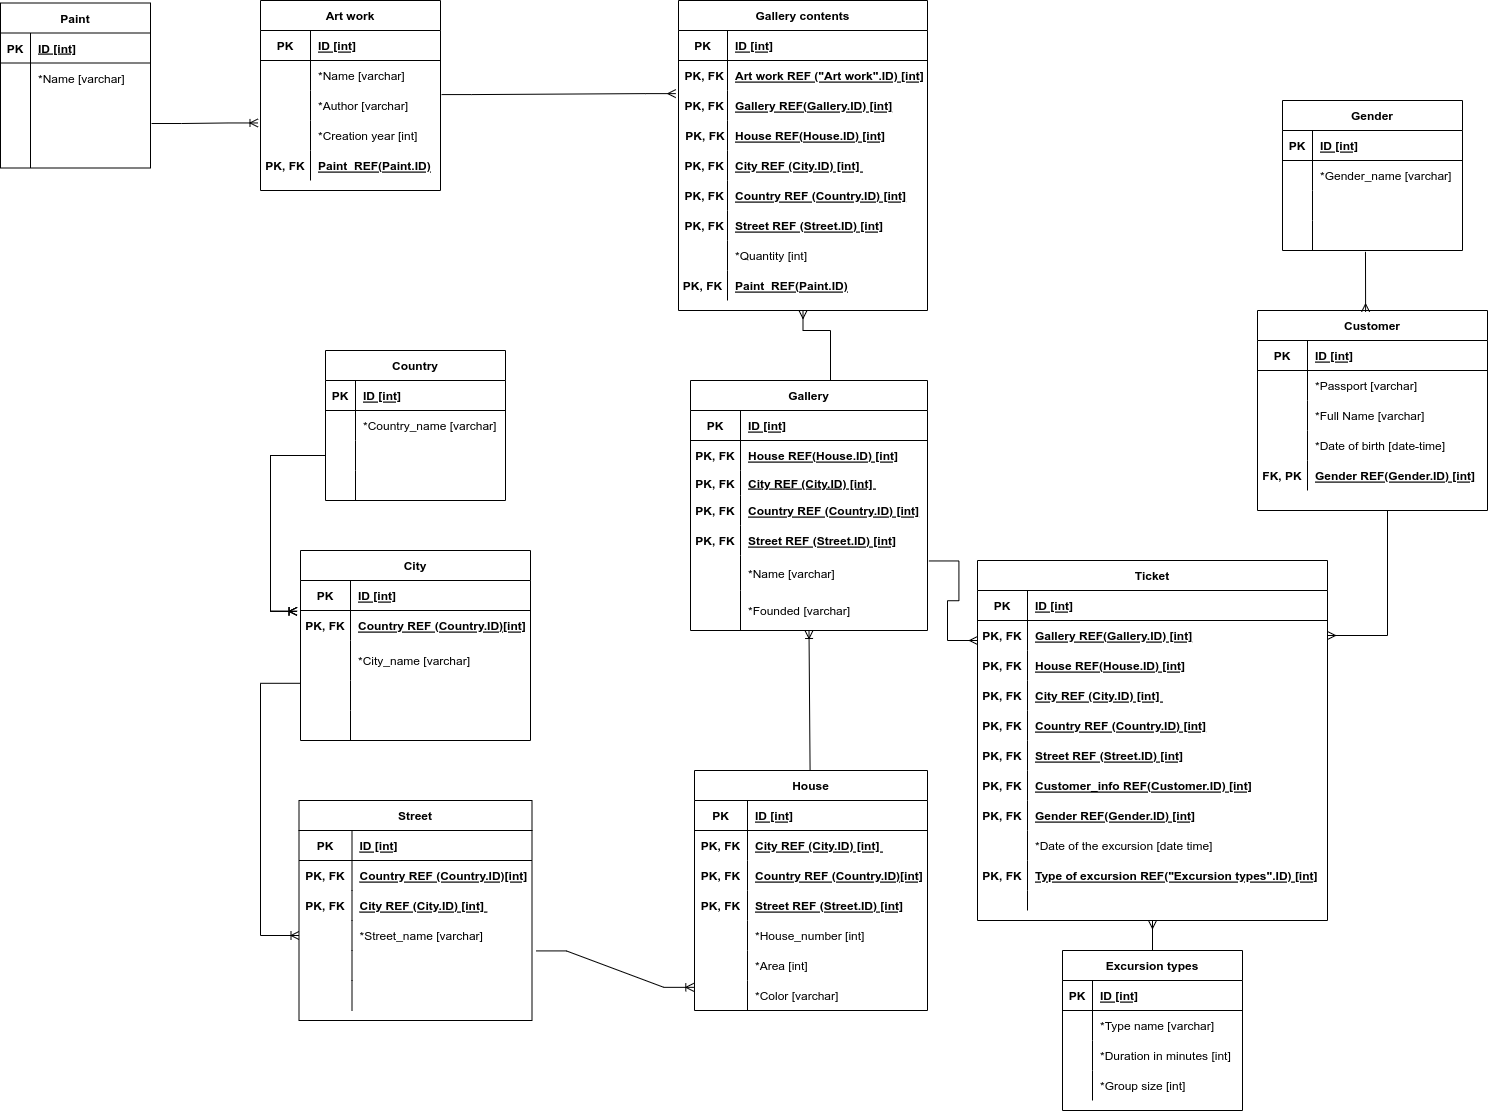 Paint
PK ID [int]
*Name [varchar]
Art work
PK ID [int]
*Name [varchar]
*Author [varchar]
*Creation year [int]
PK, FK Paint_REF(Paint.ID)
Gallery contents
PK ID [int]
PK, FK Art work REF ("Art work".ID) [int]
PK, FK Gallery REF(Gallery.ID) [int]
PK, FK House REF(House.ID) [int]
PK, FK City REF (City.ID) [int]
PK, FK Country REF (Country.ID) [int]
PK, FK Street REF (Street.ID) [int]
*Quantity [int]
PK, FK Paint_REF(Paint.ID)
Gender
PK ID [int]
*Gender_name [varchar]
Customer
PK ID [int]
*Passport [varchar]
*Full Name [varchar]
*Date of birth [date-time]
FK, PK Gender REF(Gender.ID) [int]
Country
PK ID [int]
*Country_name [varchar]
Gallery
PK ID [int]
PK, FK House REF(House.ID) [int]
PK, FK City REF (City.ID) [int]
PK, FK Country REF (Country.ID) [int]
PK, FK Street REF (Street.ID) [int]
*Name [varchar]
*Founded [varchar]
City
PK ID [int]
PK, FK Country REF (Country.ID)[int]
*City_name [varchar]
Ticket
PK ID [int]
PK, FK Gallery REF(Gallery.ID) [int]
PK, FK House REF(House.ID) [int]
PK, FK City REF (City.ID) [int]
PK, FK Country REF (Country.ID) [int]
PK, FK Street REF (Street.ID) [int]
PK, FK Customer_info REF(Customer.ID) [int]
PK, FK Gender REF(Gender.ID) [int]
*Date of the excursion [date time]
PK, FK Type of excursion REF("Excursion types".ID) [int]
Street
PK ID [int]
PK, FK Country REF (Country.ID)[int]
PK, FK City REF (City.ID) [int]
*Street_name [varchar]
House
PK ID [int]
PK, FK City REF (City.ID) [int]
PK, FK Country REF (Country.ID)[int]
PK, FK Street REF (Street.ID) [int]
*House_number [int]
*Area [int]
*Color [varchar]
Excursion types
PK ID [int]
*Type name [varchar]
*Duration in minutes [int]
*Group size [int]